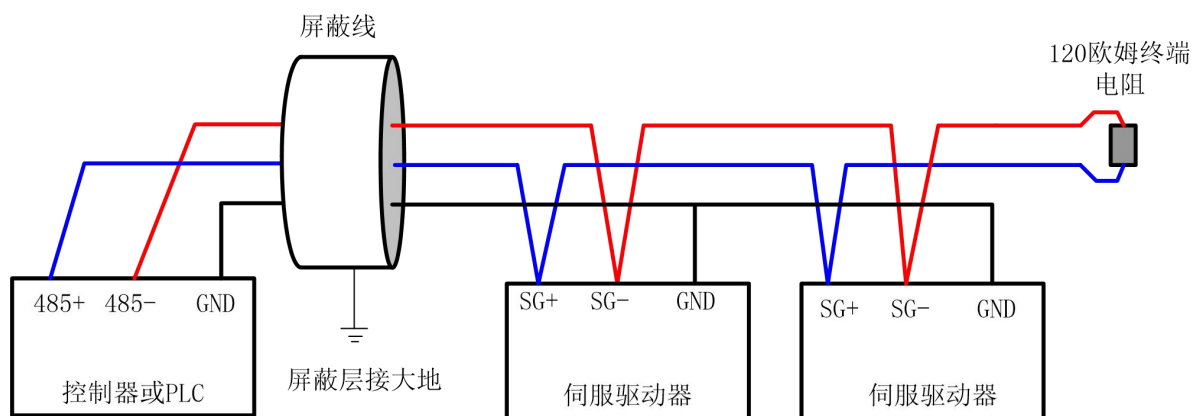 屏蔽线
120欧姆终端
电阻
485+ 485- GND
SG+ SG- GND
SG+ SG- GND
屏蔽层接大地
控制器或PLC
伺服驱动器
伺服驱动器